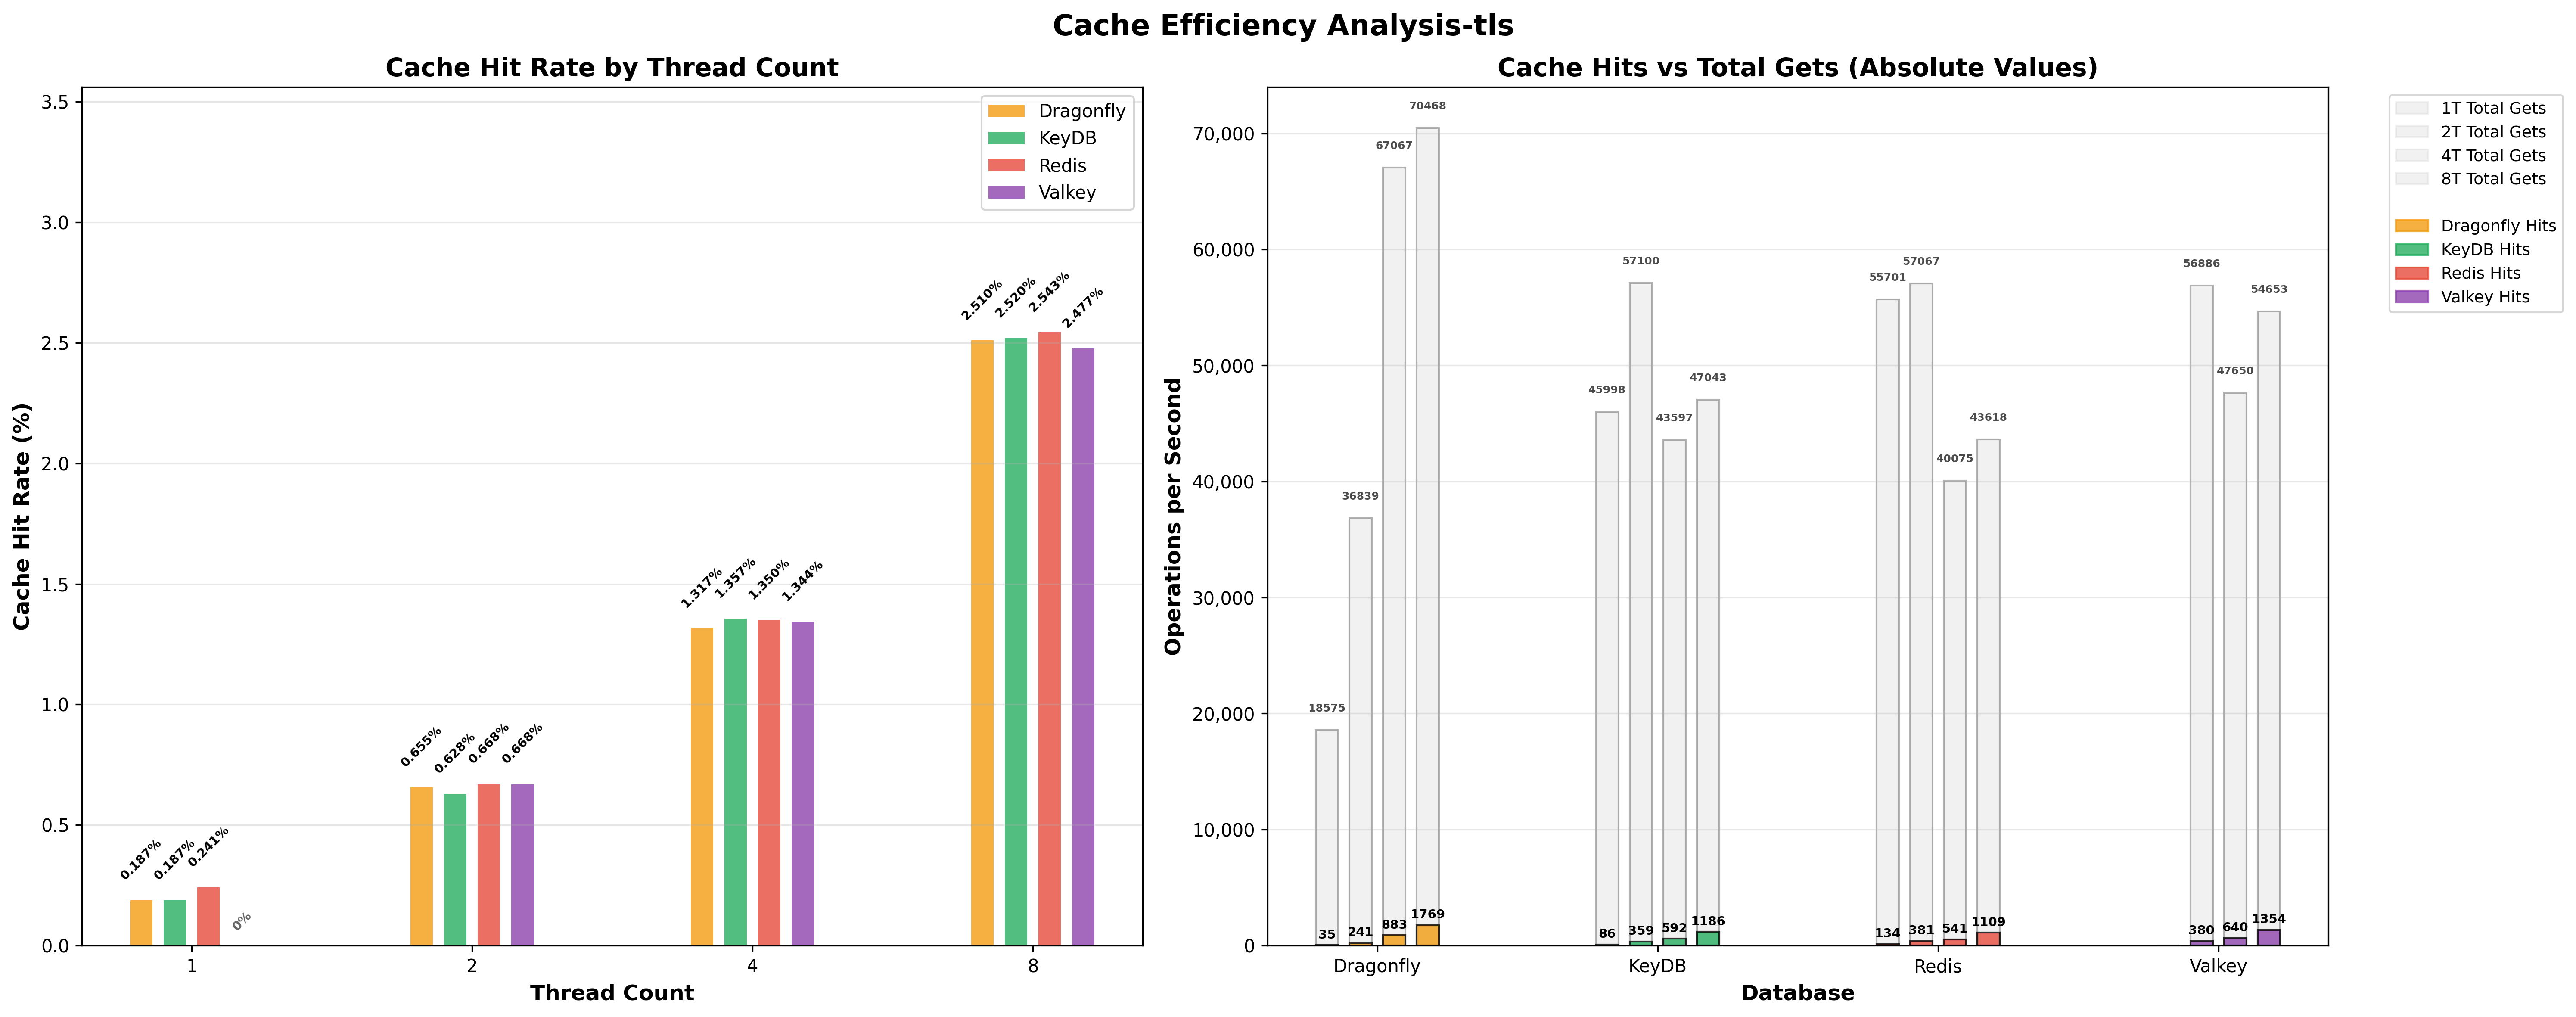 Cache Efficiency Analysis-tls
Cache Hit Rate by Thread Count
Cache Hit Rate (%)
3.5
3.0
2.5
2.0
1.5
1.0
0.5
0.0
Dragonfly
KeyDB
Redis
Valkey
0.187%
0.187%
0.241%
0%
0.655%
0.628%
0.668%
0.668%
1.317%
1.357%
1.350%
1.344%
2.510%
2.520%
2.543%
2.477%
1
2
4
8
Thread Count
Cache Hits vs Total Gets (Absolute Values)
Operations per Second
70,000
60,000
50,000
40,000
30,000
20,000
10,000
0
18575
36839
67067
70468
45998
57100
43597
47043
55701
57067
40075
43618
56886
47650
54653
35
241
883
1769
86
359
592
1186
134
381
541
1109
380
640
1354
Dragonfly
KeyDB
Redis
Valkey
Database
1T Total Gets
2T Total Gets
4T Total Gets
8T Total Gets
Dragonfly Hits
KeyDB Hits
Redis Hits
Valkey Hits